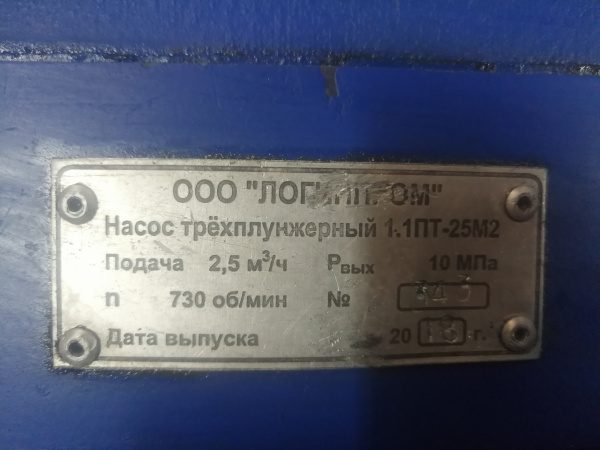 ООО
Насос трёхплунжерный 1.1ПТ-25М2
Подача 2,5 м³/ч Рвых 10 МПа
n 730 об/мин №
Дата выпуска 20 г.